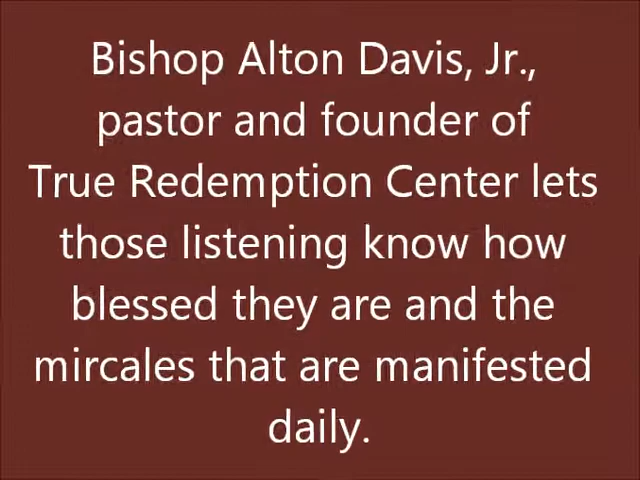 Bishop Alton Davis, Jr.,
pastor and founder of
True Redemption Center lets
those listening know how
blessed they are and the
mircales that are manifested
daily.